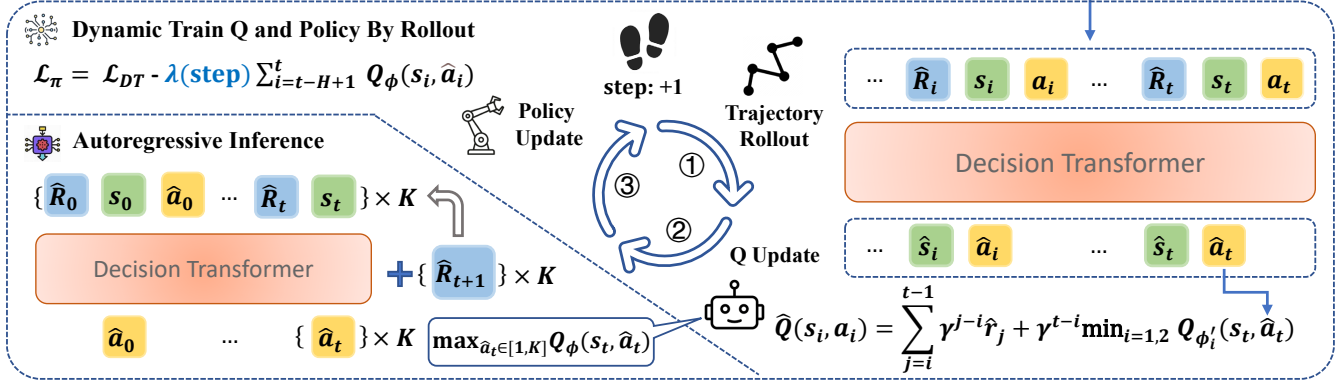 Dynamic Train Q and Policy By Rollout
ℒ_π = ℒ_DT - λ(step) ∑_{i=t-H+1}^{t} Q_ϕ(s_i, â_i)
step: +1
Policy Update
Trajectory Rollout
①
②
③
Q Update
Autoregressive Inference
{ R̂_0 s_0 â_0 ... R̂_t s_t } × K
Decision Transformer
+ { R̂_{t+1} } × K
â_0 ... { â_t } × K
max_{â_t∈[1,K]} Q_ϕ(s_t, â_t)
... R̂_i s_i a_i ... R̂_t s_t a_t
Decision Transformer
... ŝ_i â_i ... ŝ_t â_t
Q̂(s_i, a_i) = ∑_{j=i}^{t-1} γ^{j-i} r̂_j + γ^{t-i} min_{i=1,2} Q_{ϕ'_i}(s_t, â_t)